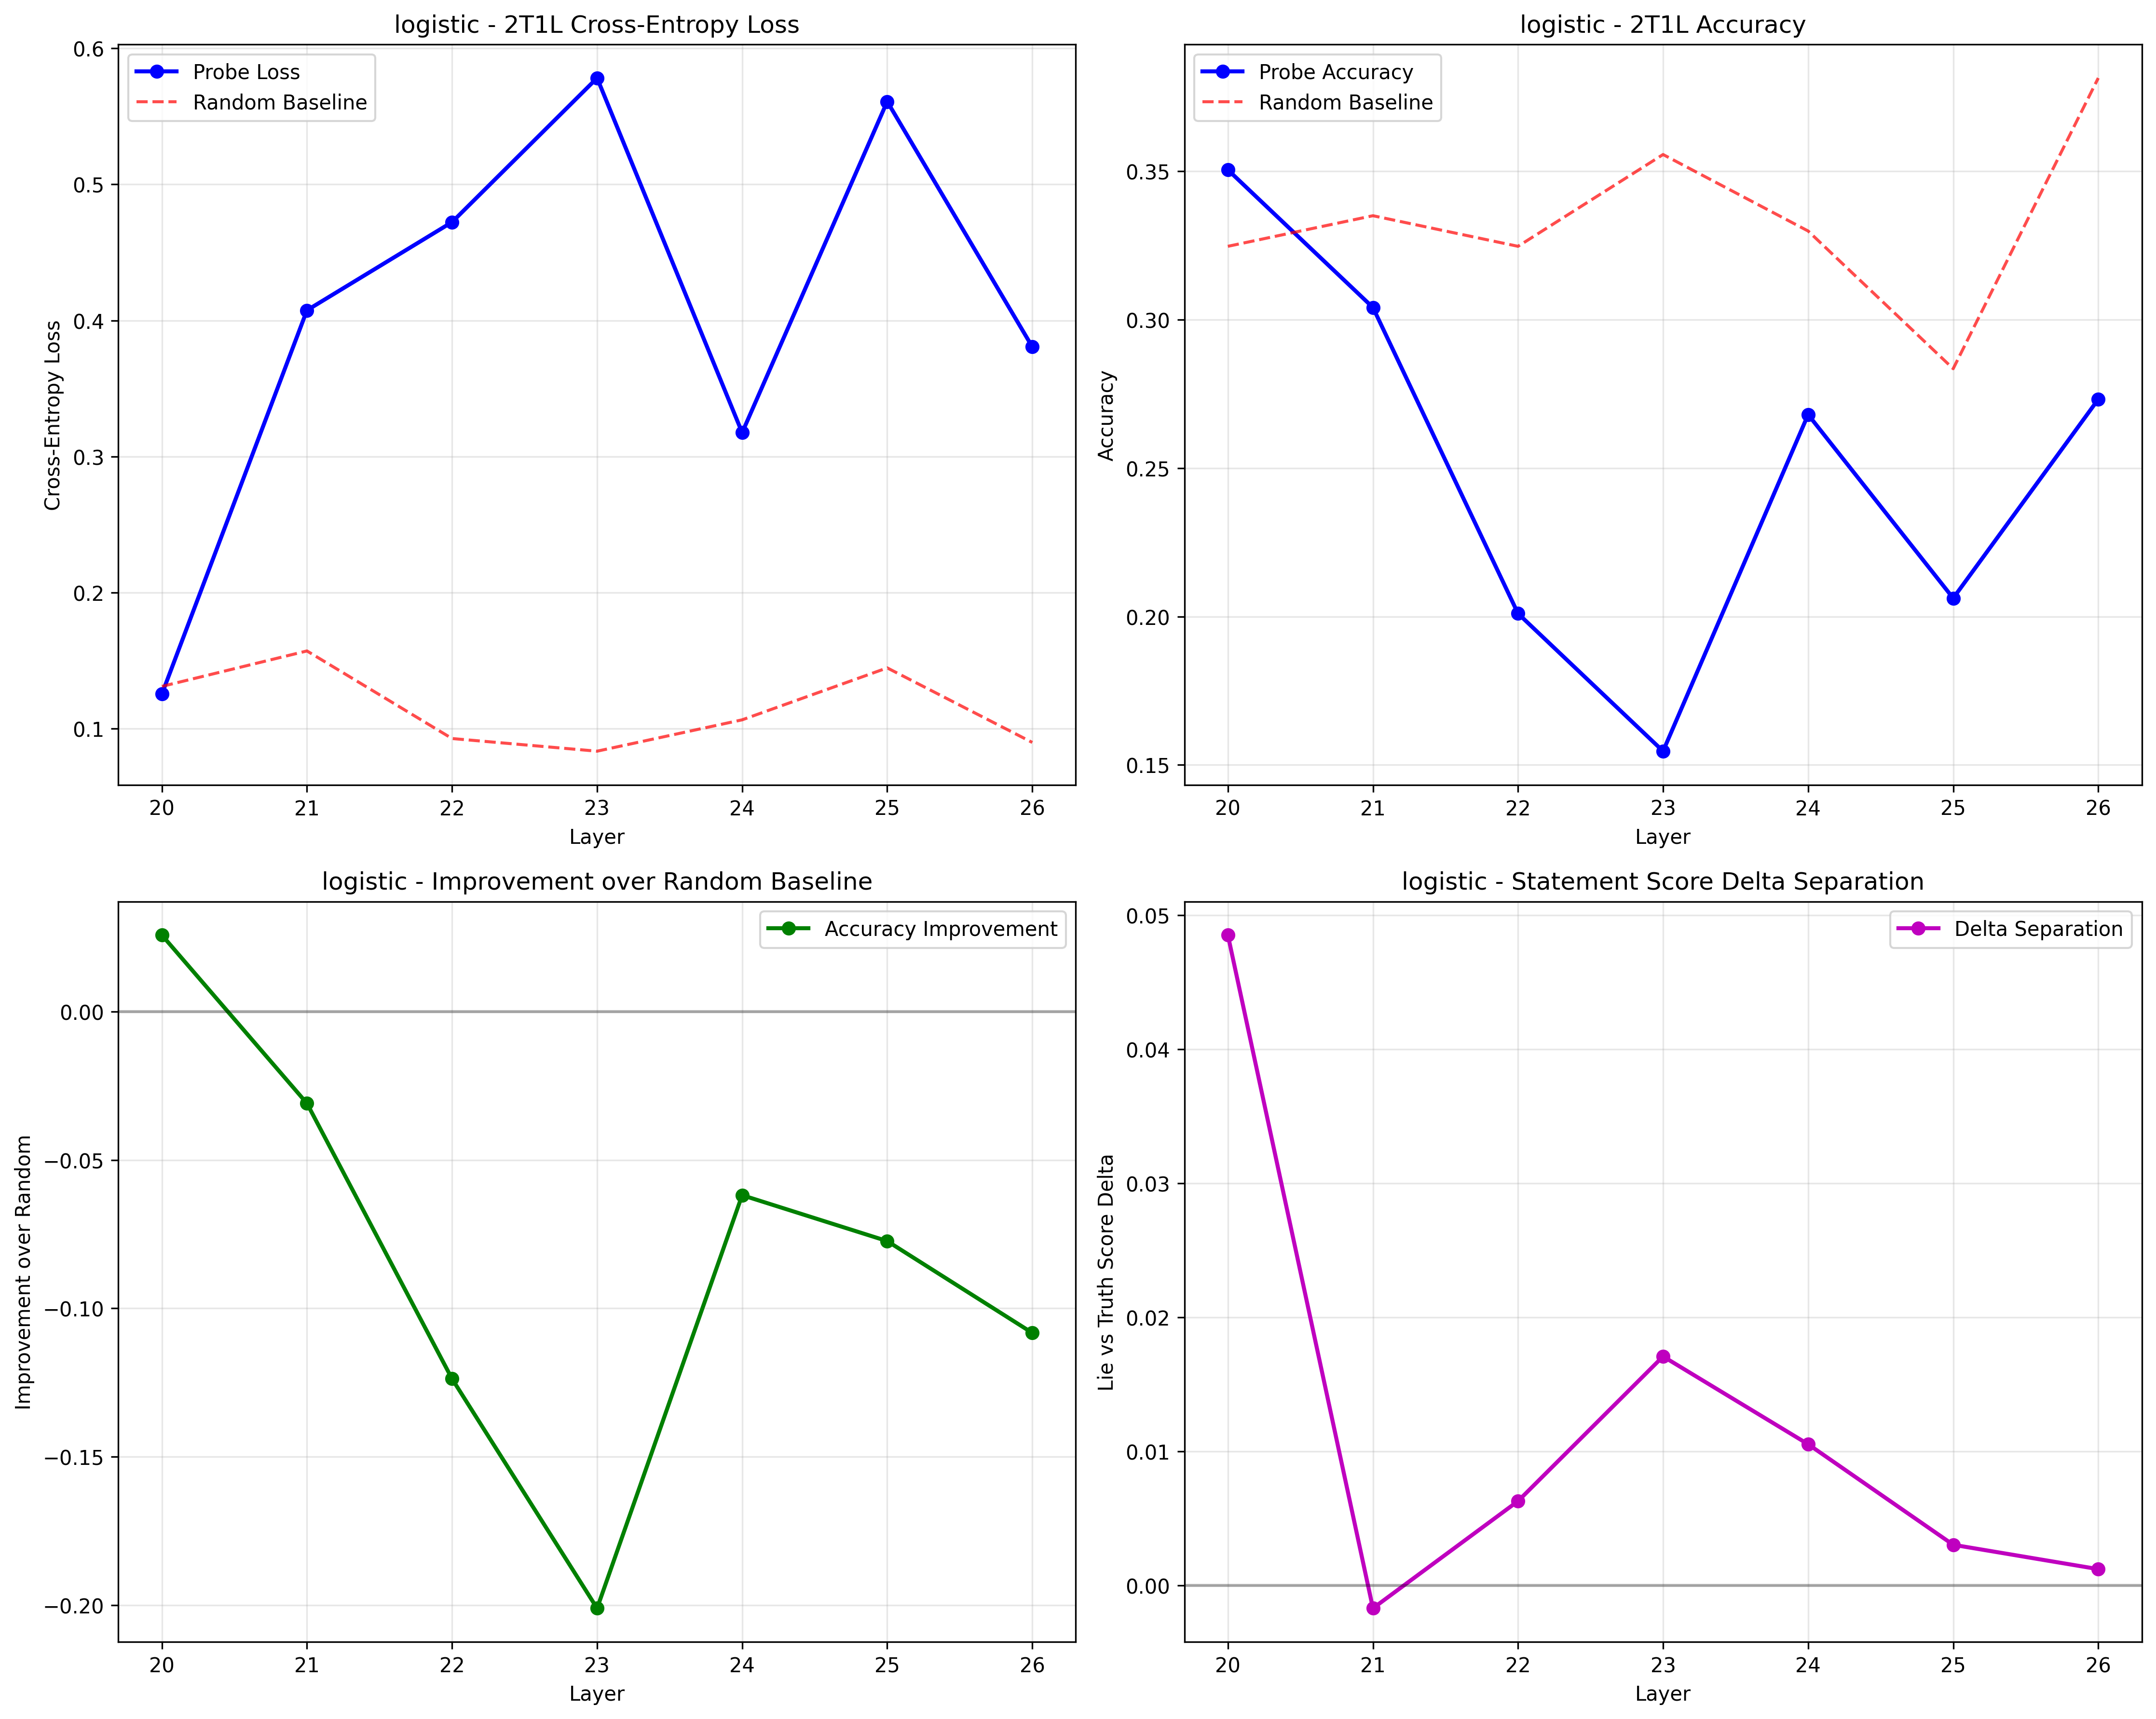 logistic - 2T1L Cross-Entropy Loss
Probe Loss
Random Baseline
0.6
0.5
0.4
0.3
0.2
0.1
Cross-Entropy Loss
20 21 22 23 24 25 26
Layer
logistic - 2T1L Accuracy
Probe Accuracy
Random Baseline
0.35
0.30
0.25
0.20
0.15
Accuracy
20 21 22 23 24 25 26
Layer
logistic - Improvement over Random Baseline
Accuracy Improvement
0.00
−0.05
−0.10
−0.15
−0.20
Improvement over Random
20 21 22 23 24 25 26
Layer
logistic - Statement Score Delta Separation
Delta Separation
0.05
0.04
0.03
0.02
0.01
0.00
Lie vs Truth Score Delta
20 21 22 23 24 25 26
Layer